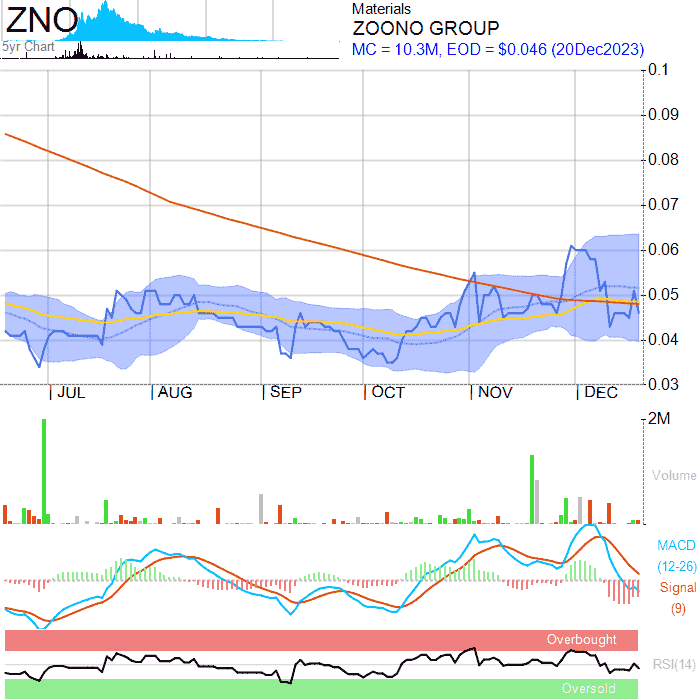 ZNO
5yr Chart
Materials
ZOONO GROUP
MC = 10.3M, EOD = $0.046 (20Dec2023)
0.1
0.09
0.08
0.07
0.06
0.05
0.04
0.03
JUL AUG SEP OCT NOV DEC
2M
Volume
MACD
(12-26)
Signal
(9)
Overbought
RSI(14)
Oversold